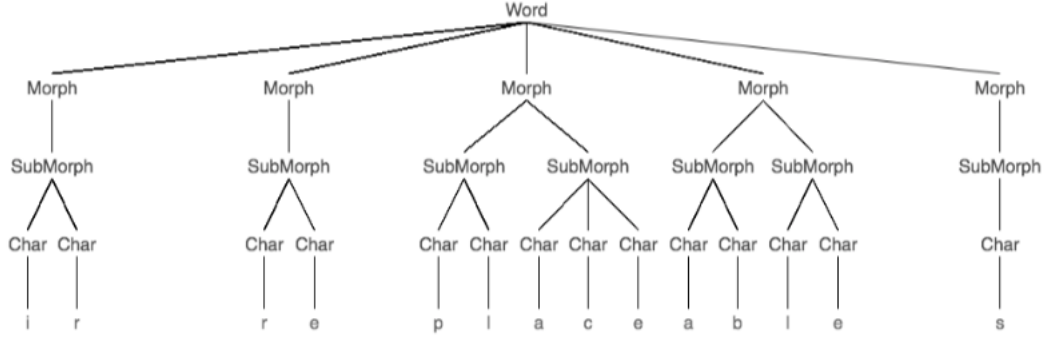 Word
Morph Morph Morph Morph Morph
SubMorph SubMorph SubMorph SubMorph SubMorph SubMorph SubMorph
Char Char Char Char Char Char Char Char Char Char Char Char Char Char
i r r e p l a c e a b l e s